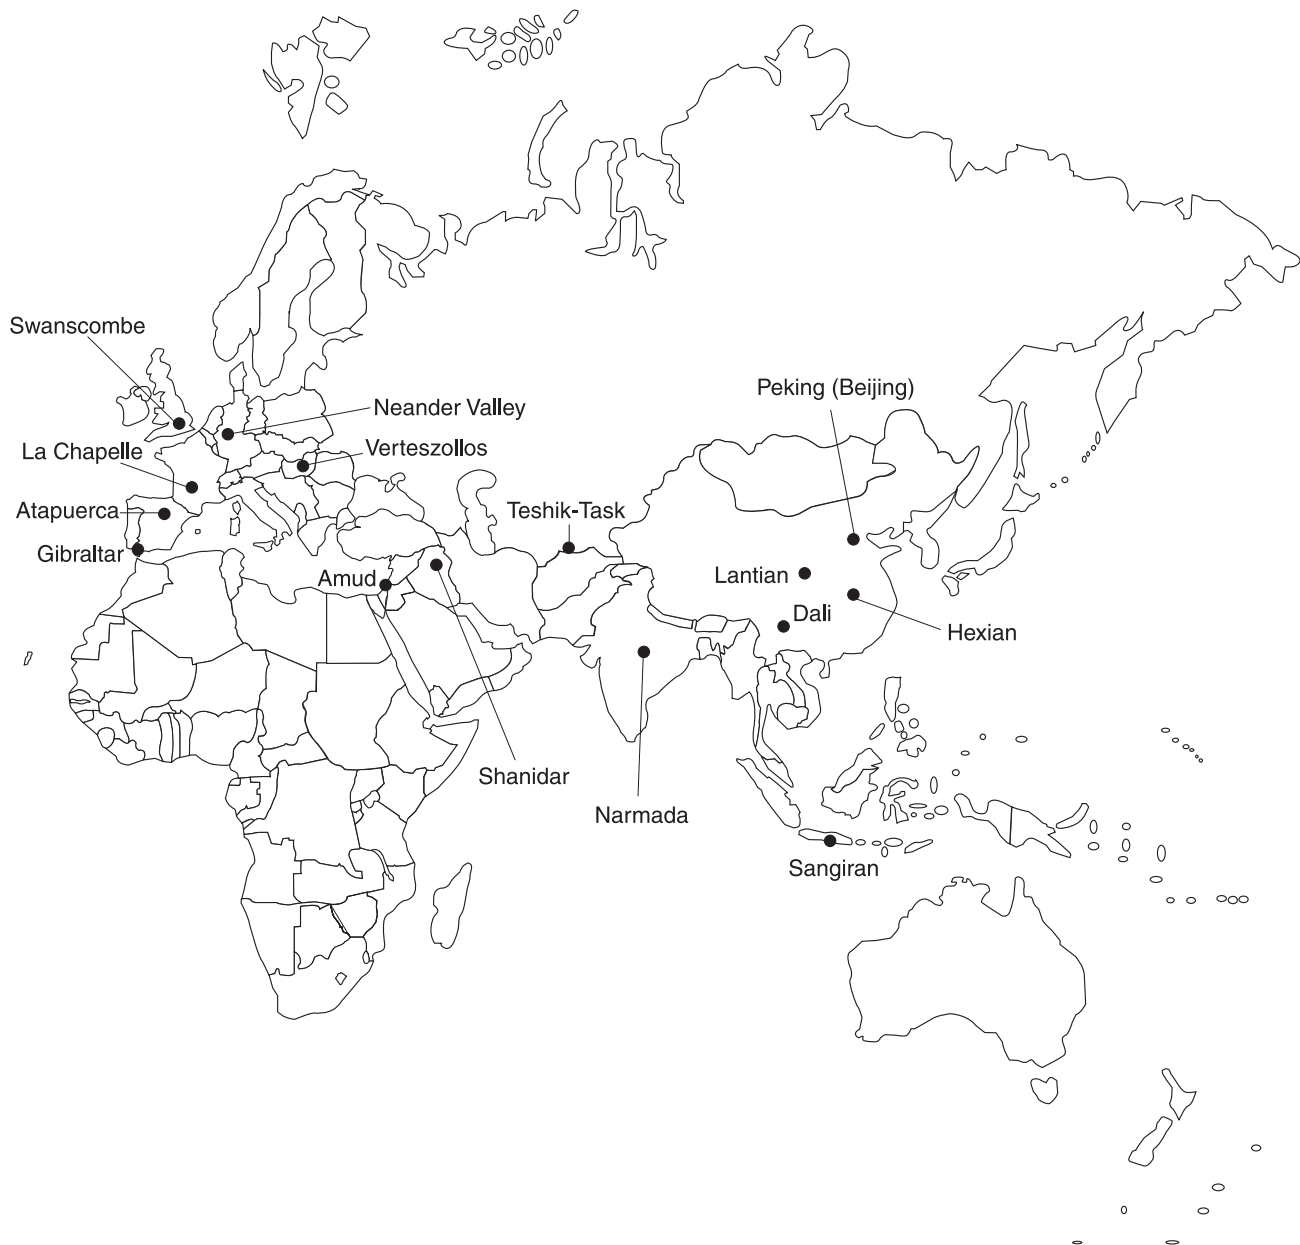 Swanscombe
Peking (Beijing)
Neander Valley
Verteszollos
La Chapelle
Atapuerca
Teshik-Task
Gibraltar
Amud
Lantian
Dali
Hexian
Shanidar
Narmada
Sangiran